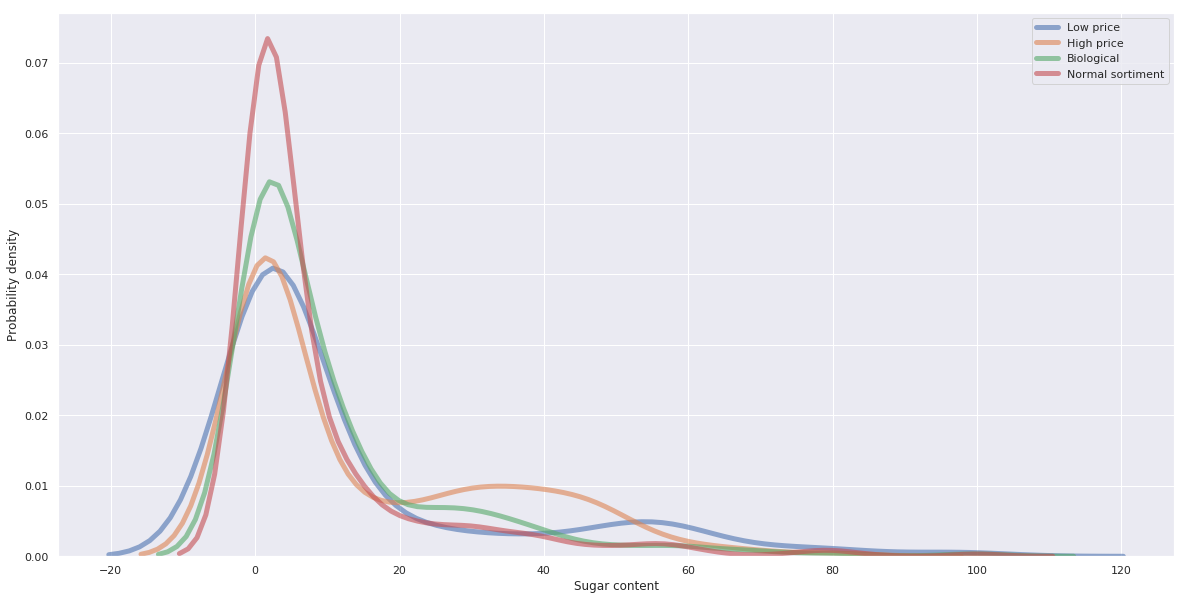 Low price
High price
Biological
Normal sortiment
0.07
0.06
0.05
0.04
0.03
0.02
0.01
0.00
Probability density
−20
0
20
40
60
80
100
120
Sugar content